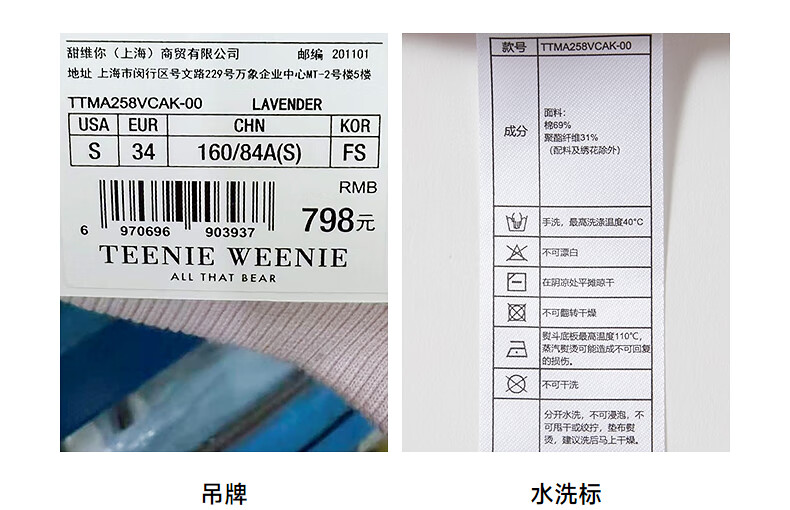 甜维你（上海）商贸有限公司 邮编 201101
地址 上海市闵行区号文路229号万象企业中心MT-2号楼5楼
TTMA258VCAK-00 LAVENDER
USA EUR CHN KOR
S 34 160/84A(S) FS
RMB
798元
6 970696 903937
TEENIE WEENIE
ALL THAT BEAR
吊牌
款号 TTMA258VCAK-00
成分
面料：
棉69%
聚酯纤维31%
（配料及绣花除外）
手洗，最高洗涤温度40°C
不可漂白
在阴凉处平摊晾干
不可翻转干燥
熨斗底板最高温度110℃，
蒸汽熨烫可能造成不可回复
的损伤。
不可干洗
分开水洗，不可浸泡，不
可甩干或绞拧，垫布熨
烫，建议洗后马上干燥。
水洗标